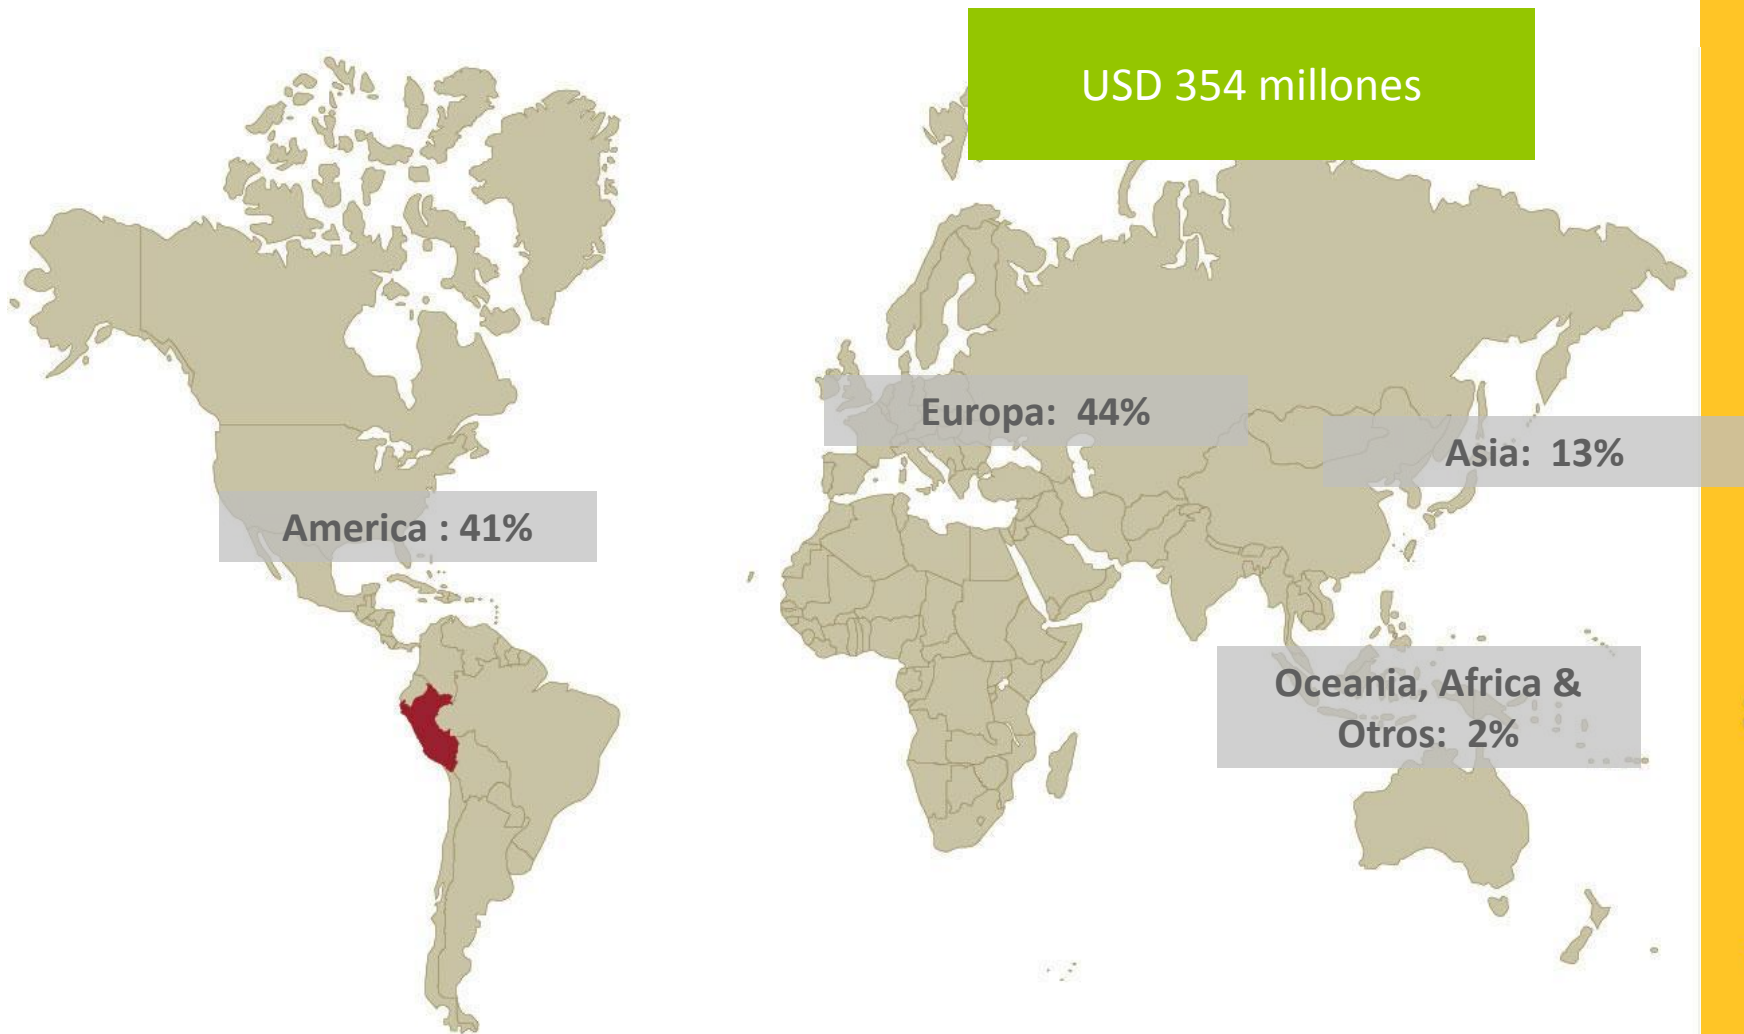 USD 354 millones
Europa:  44%
Asia:  13%
America : 41%
Oceania, Africa &
Otros:  2%